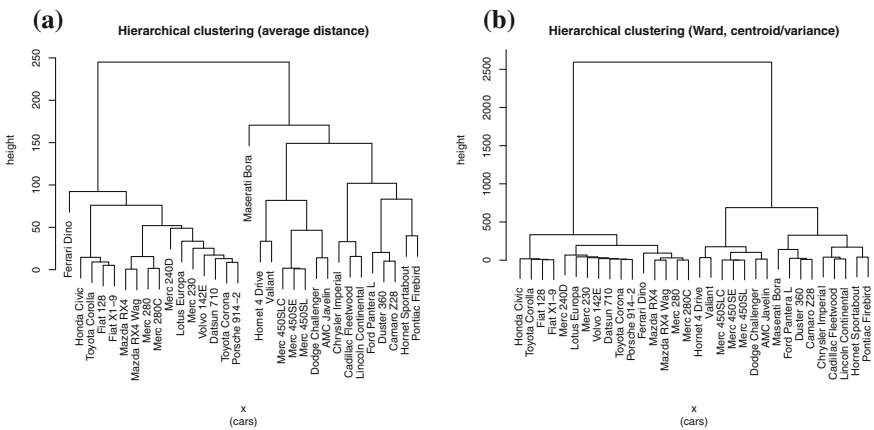 (a)
Hierarchical clustering (average distance)
250
200
150
100
50
0
height
Ferrari Dino
Honda Civic
Toyota Corolla
Fiat 128
Fiat X1−9
Mazda RX4
Mazda RX4 Wag
Merc 280
Merc 280C
Merc 240D
Lotus Europa
Merc 230
Volvo 142E
Datsun 710
Toyota Corona
Porsche 914−2
Maserati Bora
Hornet 4 Drive
Valiant
Merc 450SLC
Merc 450SE
Merc 450SL
Dodge Challenger
AMC Javelin
Chrysler Imperial
Cadillac Fleetwood
Lincoln Continental
Ford Pantera L
Duster 360
Camaro Z28
Hornet Sportabout
Pontiac Firebird
x
(cars)
(b)
Hierarchical clustering (Ward, centroid/variance)
2500
2000
1500
1000
500
0
height
Honda Civic
Toyota Corolla
Fiat 128
Fiat X1−9
Merc 240D
Lotus Europa
Merc 230
Volvo 142E
Datsun 710
Toyota Corona
Porsche 914−2
Ferrari Dino
Mazda RX4
Mazda RX4 Wag
Merc 280
Merc 280C
Hornet 4 Drive
Valiant
Merc 450SLC
Merc 450SE
Merc 450SL
Dodge Challenger
AMC Javelin
Maserati Bora
Ford Pantera L
Duster 360
Camaro Z28
Chrysler Imperial
Cadillac Fleetwood
Lincoln Continental
Hornet Sportabout
Pontiac Firebird
x
(cars)